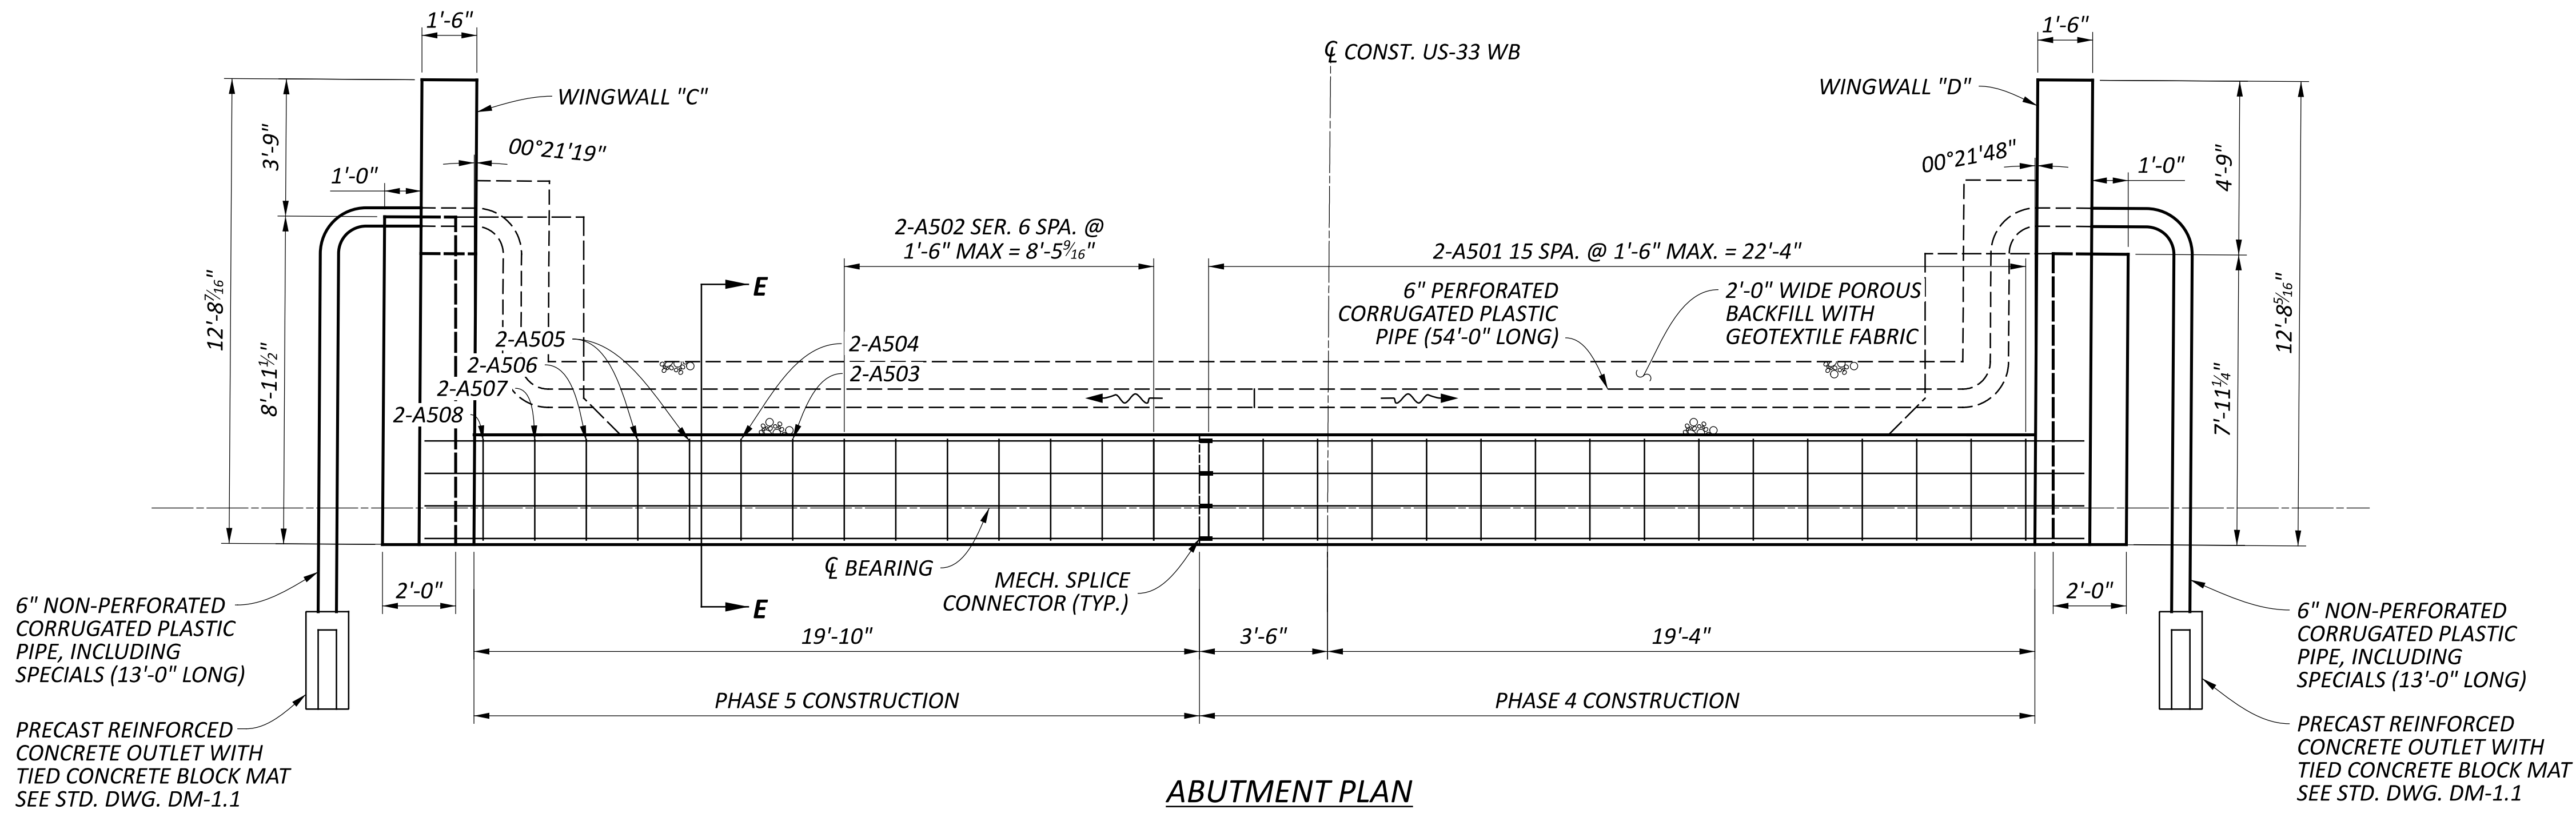 1'-6"
℄ CONST. US-33 WB
1'-6"
WINGWALL "C"
WINGWALL "D"
3'-9"
00°21'19"
00°21'48"
4'-9"
1'-0"
1'-0"
2-A502 SER. 6 SPA. @
1'-6" MAX = 8'-5 9/16"
2-A501 15 SPA. @ 1'-6" MAX. = 22'-4"
12'-8 7/16"
8'-11 1/2"
E
6" PERFORATED
CORRUGATED PLASTIC
PIPE (54'-0" LONG)
2'-0" WIDE POROUS
BACKFILL WITH
GEOTEXTILE FABRIC
12'-8 5/16"
7'-11 1/4"
2-A505
2-A506
2-A507
2-A508
2-A504
2-A503
℄ BEARING
MECH. SPLICE
CONNECTOR (TYP.)
2'-0"
E
2'-0"
6" NON-PERFORATED
CORRUGATED PLASTIC
PIPE, INCLUDING
SPECIALS (13'-0" LONG)
19'-10"
3'-6"
19'-4"
6" NON-PERFORATED
CORRUGATED PLASTIC
PIPE, INCLUDING
SPECIALS (13'-0" LONG)
PHASE 5 CONSTRUCTION
PHASE 4 CONSTRUCTION
PRECAST REINFORCED
CONCRETE OUTLET WITH
TIED CONCRETE BLOCK MAT
SEE STD. DWG. DM-1.1
PRECAST REINFORCED
CONCRETE OUTLET WITH
TIED CONCRETE BLOCK MAT
SEE STD. DWG. DM-1.1
ABUTMENT PLAN